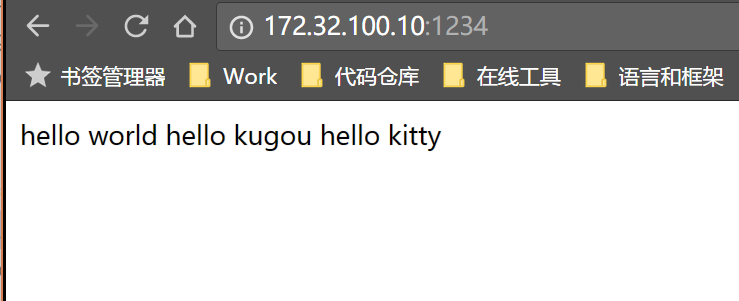 172.32.100.10:1234
书签管理器 Work 代码仓库 在线工具 语言和框架
hello world hello kugou hello kitty